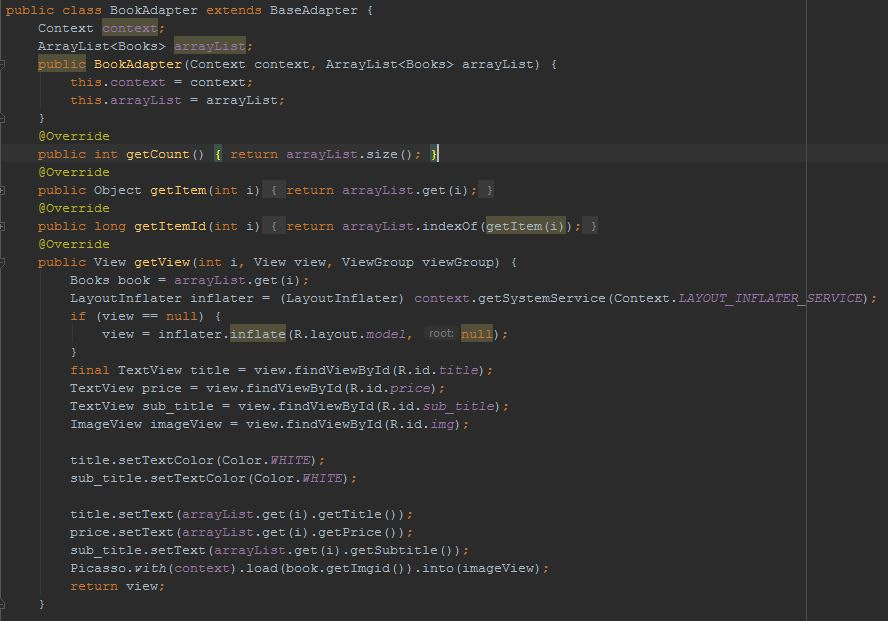 public class BookAdapter extends BaseAdapter {
    Context context;
    ArrayList<Books> arrayList;
    public BookAdapter(Context context, ArrayList<Books> arrayList) {
        this.context = context;
        this.arrayList = arrayList;
    }
    @Override
    public int getCount() { return arrayList.size(); }
    @Override
    public Object getItem(int i) { return arrayList.get(i); }
    @Override
    public long getItemId(int i) { return arrayList.indexOf(getItem(i)); }
    @Override
    public View getView(int i, View view, ViewGroup viewGroup) {
        Books book = arrayList.get(i);
        LayoutInflater inflater = (LayoutInflater) context.getSystemService(Context.LAYOUT_INFLATER_SERVICE);
        if (view == null) {
            view = inflater.inflate(R.layout.model, root: null);
        }
        final TextView title = view.findViewById(R.id.title);
        TextView price = view.findViewById(R.id.price);
        TextView sub_title = view.findViewById(R.id.sub_title);
        ImageView imageView = view.findViewById(R.id.img);

        title.setTextColor(Color.WHITE);
        sub_title.setTextColor(Color.WHITE);

        title.setText(arrayList.get(i).getTitle());
        price.setText(arrayList.get(i).getPrice());
        sub_title.setText(arrayList.get(i).getSubtitle());
        Picasso.with(context).load(book.getImgid()).into(imageView);
        return view;
    }